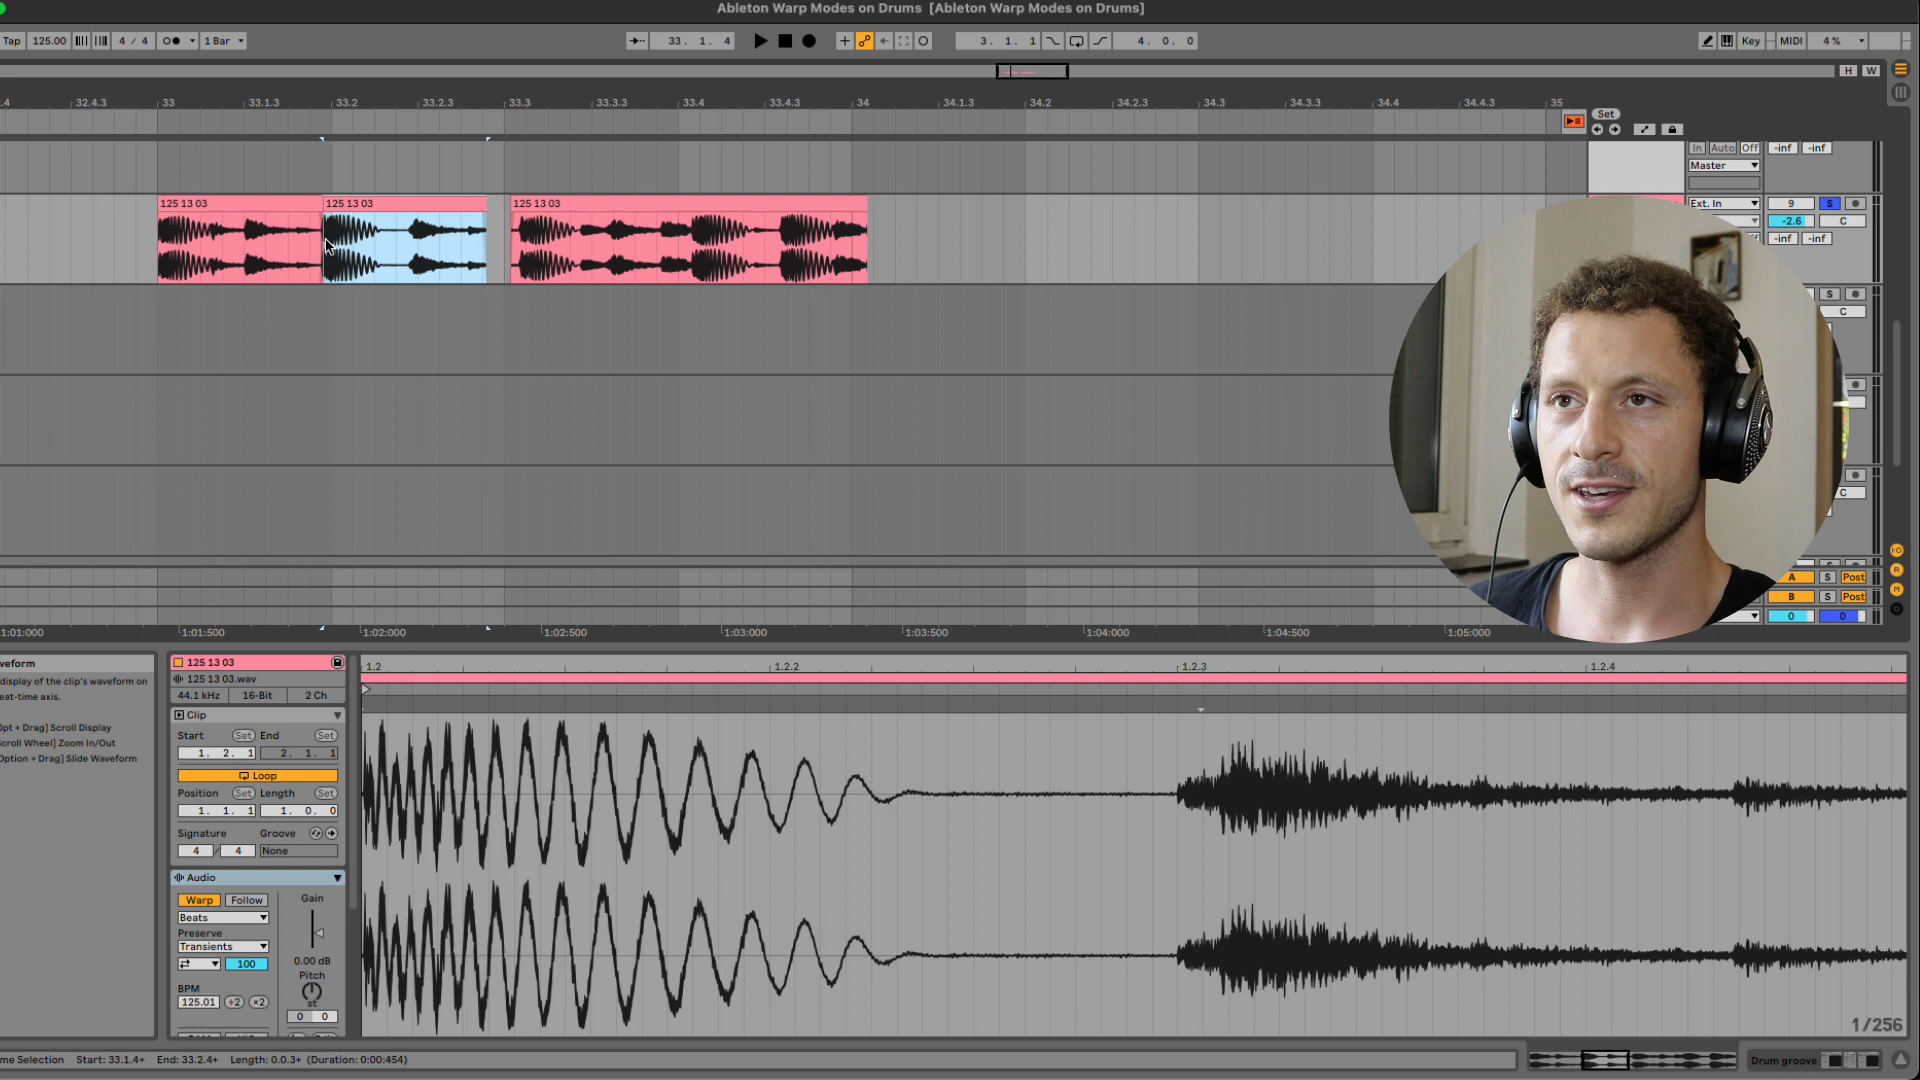 Ableton Warp Modes on Drums [Ableton Warp Modes on Drums]
Tap 125.00 4 / 4 1 Bar 33. 1. 4 3. 1. 1 4. 0. 0 Key MIDI 4%
H W
.4 32.4.3 33 33.1.3 33.2 33.2.3 33.3 33.3.3 33.4 33.4.3 34 34.1.3 34.2 34.2.3 34.3 34.3.3 34.4 34.4.3 35
Set
In Auto Off -inf -inf
Master
125 13 03 125 13 03 125 13 03
Ext. In 9 S
-2.6 C
-inf -inf
S
C
C
A S Post
B S Post
0 0
1:01:000 1:01:500 1:02:000 1:02:500 1:03:000 1:03:500 1:04:000 1:04:500 1:05:000
veform
display of the clip's waveform on
eat-time axis.
Opt + Drag] Scroll Display
Scroll Wheel] Zoom In/Out
Option + Drag] Slide Waveform
125 13 03
125 13 03.wav
44.1 kHz 16-Bit 2 Ch
Clip
Start Set End Set
1. 2. 1 2. 1. 1
Loop
Position Set Length Set
1. 1. 1 1. 0. 0
Signature Groove
4 / 4 None
Audio
Warp Follow Gain
Beats
Preserve
Transients
100 0.00 dB
Pitch
BPM
st
125.01 ÷2 ×2
0 0
1.2 1.2.2 1.2.3 1.2.4
1/256
me Selection Start: 33.1.4+ End: 33.2.4+ Length: 0.0.3+ (Duration: 0:00:454)
Drum groove